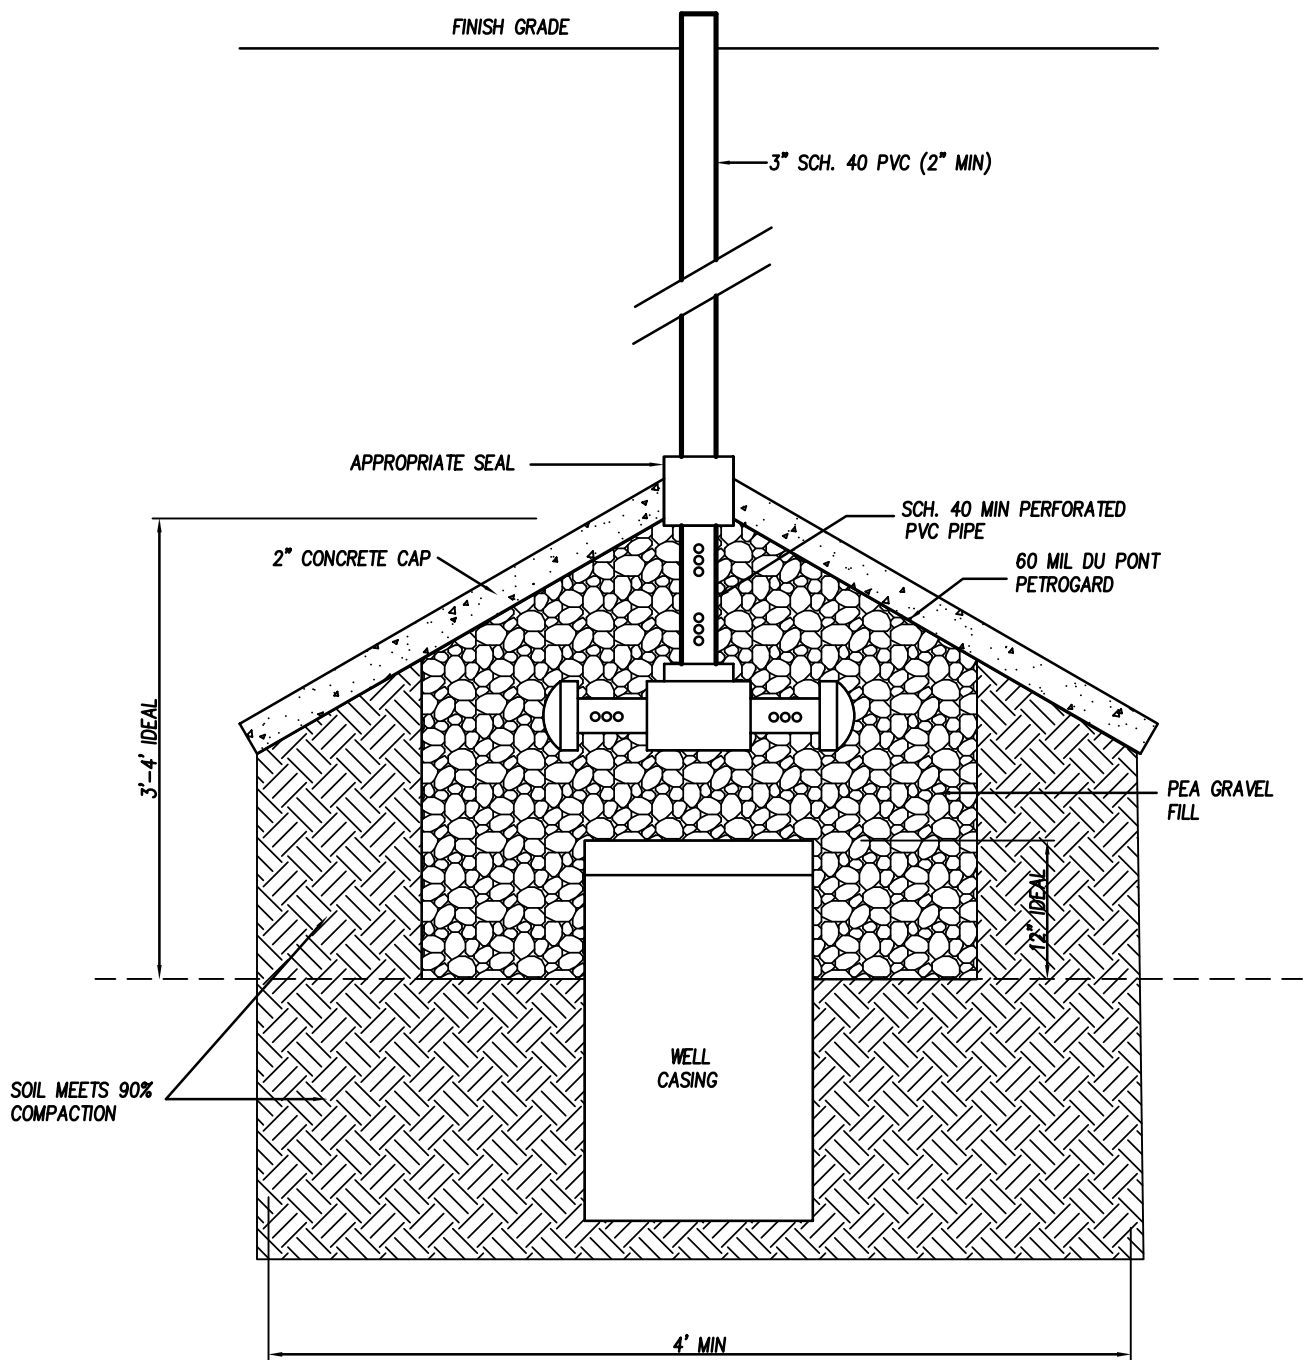 FINISH GRADE
3" SCH. 40 PVC (2" MIN)
APPROPRIATE SEAL
SCH. 40 MIN PERFORATED
PVC PIPE
2" CONCRETE CAP
60 MIL DU PONT
PETROGARD
3'-4' IDEAL
PEA GRAVEL
FILL
12" IDEAL
WELL
CASING
SOIL MEETS 90%
COMPACTION
4' MIN